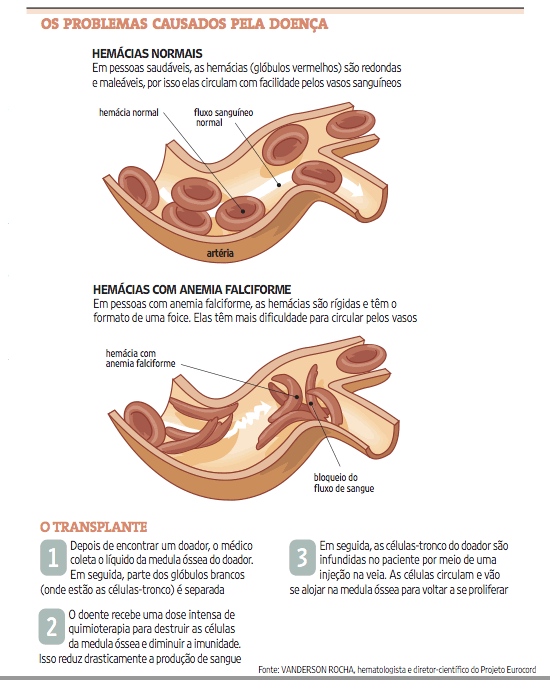 OS PROBLEMAS CAUSADOS PELA DOENÇA
HEMÁCIAS NORMAIS
Em pessoas saudáveis, as hemácias (glóbulos vermelhos) são redondas
e maleáveis, por isso elas circulam com facilidade pelos vasos sanguíneos
hemácia normal
fluxo sanguíneo
normal
artéria
HEMÁCIAS COM ANEMIA FALCIFORME
Em pessoas com anemia falciforme, as hemácias são rígidas e têm o
formato de uma foice. Elas têm mais dificuldade para circular pelos vasos
hemácia com
anemia falciforme
bloqueio do
fluxo de sangue
O TRANSPLANTE
1
Depois de encontrar um doador, o médico
coleta o líquido da medula óssea do doador.
Em seguida, parte dos glóbulos brancos
(onde estão as células-tronco) é separada
2
O doente recebe uma dose intensa de
quimioterapia para destruir as células
da medula óssea e diminuir a imunidade.
Isso reduz drasticamente a produção de sangue
3
Em seguida, as células-tronco do doador são
infundidas no paciente por meio de uma
injeção na veia. As células circulam e vão
se alojar na medula óssea para voltar a se proliferar
Fonte: VANDERSON ROCHA, hematologista e diretor-científico do Projeto Eurocord